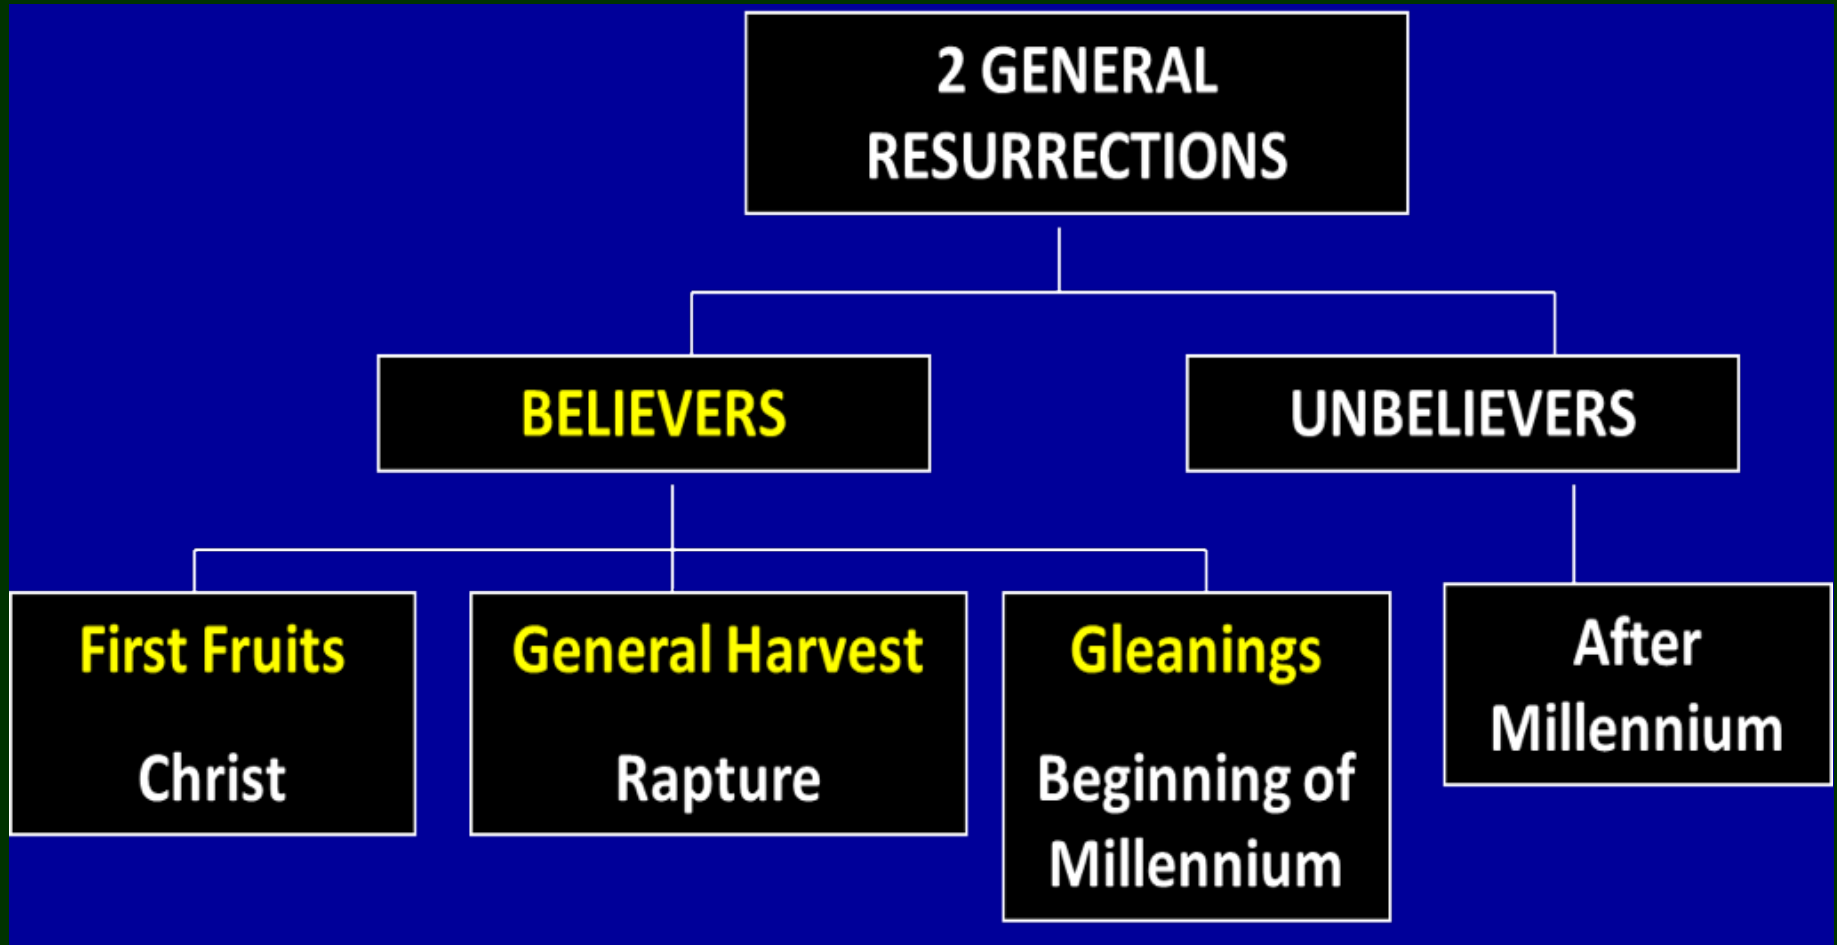 2 GENERAL
RESURRECTIONS
BELIEVERS
UNBELIEVERS
First Fruits
Christ
General Harvest
Rapture
Gleanings
Beginning of
Millennium
After
Millennium